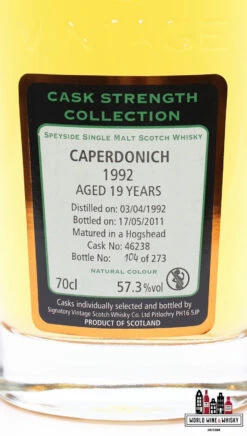 VINTAGE
CASK STRENGTH
COLLECTION
SPEYSIDE SINGLE MALT SCOTCH WHISKY
CAPERDONICH
1992
AGED 19 YEARS
Distilled on: 03/04/1992
Bottled on: 17/05/2011
Matured in a Hogshead
Cask No: 46238
Bottle No: 104 of 273
NATURAL COLOUR
70cl 57.3%vol
Casks individually selected and bottled by
Signatory Vintage Scotch Whisky Co. Ltd Pitlochry PH16 5JP
PRODUCT OF SCOTLAND
WORLD WINE & WHISKY